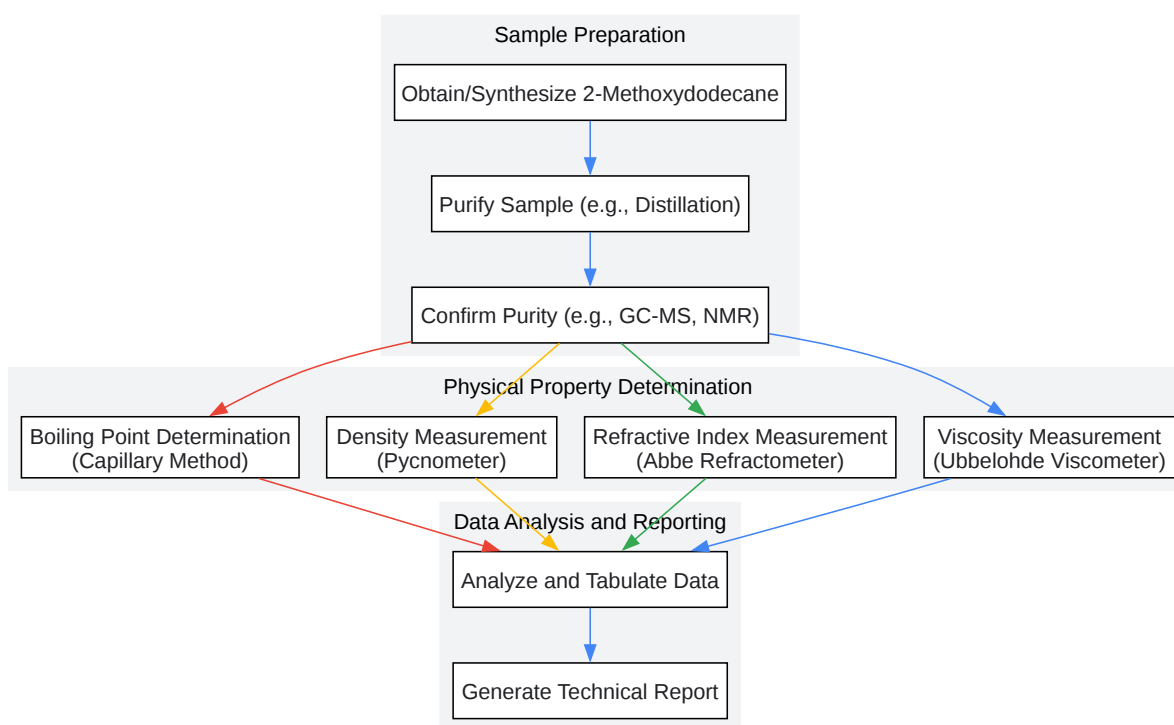 Sample Preparation
Obtain/Synthesize 2-Methoxydodecane
Purify Sample (e.g., Distillation)
Confirm Purity (e.g., GC-MS, NMR)
Physical Property Determination
Boiling Point Determination
(Capillary Method)
Density Measurement
(Pycnometer)
Refractive Index Measurement
(Abbe Refractometer)
Viscosity Measurement
(Ubbelohde Viscometer)
Data Analysis and Reporting
Analyze and Tabulate Data
Generate Technical Report